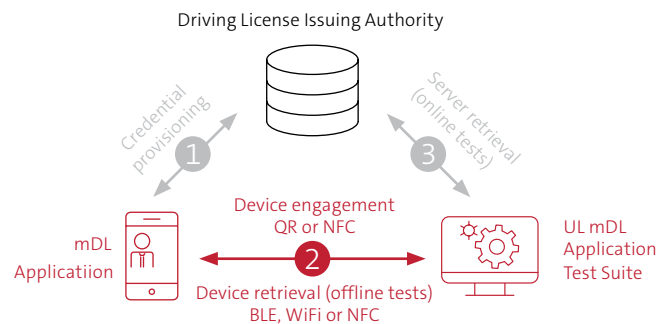 Driving License Issuing Authority
Credential
provisioning
1
Server retrieval
(online tests)
3
Device engagement
QR or NFC
mDL
Applicatiion
2
UL mDL
Application
Test Suite
Device retrieval (offline tests)
BLE, WiFi or NFC